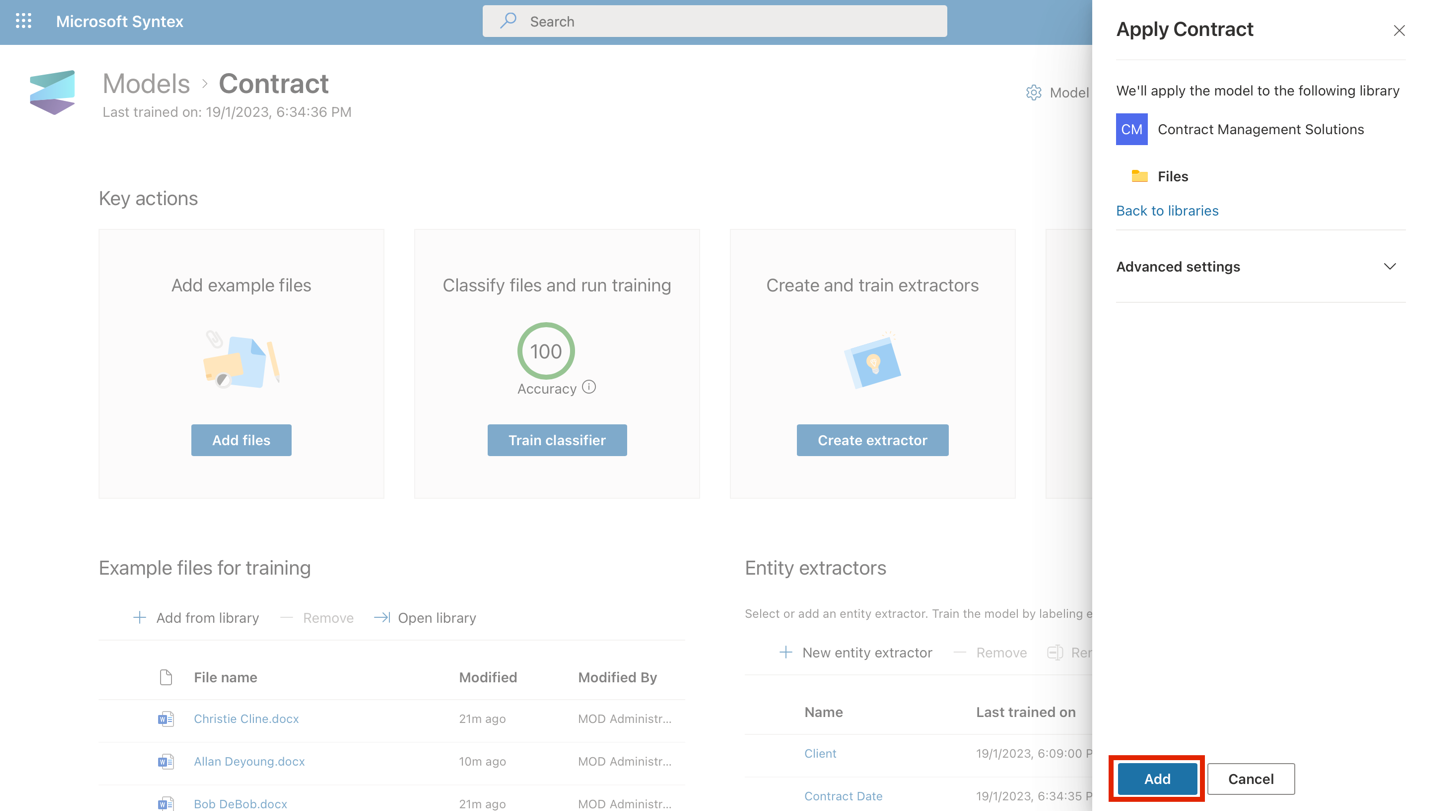 Microsoft Syntex
Search
Models > Contract
Last trained on: 19/1/2023, 6:34:36 PM
Model
Key actions
Add example files
Add files
Classify files and run training
100
Accuracy
Train classifier
Create and train extractors
Create extractor
Example files for training
Add from library
Remove
Open library
File name Modified Modified By
Christie Cline.docx 21m ago MOD Administr...
Allan Deyoung.docx 10m ago MOD Administr...
Bob DeBob.docx 21m ago MOD Administr...
Entity extractors
Select or add an entity extractor. Train the model by labeling e
New entity extractor
Remove
Rer
Name Last trained on
Client 19/1/2023, 6:09:00 P
Contract Date 19/1/2023, 6:34:35 P
Apply Contract
We'll apply the model to the following library
CM Contract Management Solutions
Files
Back to libraries
Advanced settings
Add
Cancel